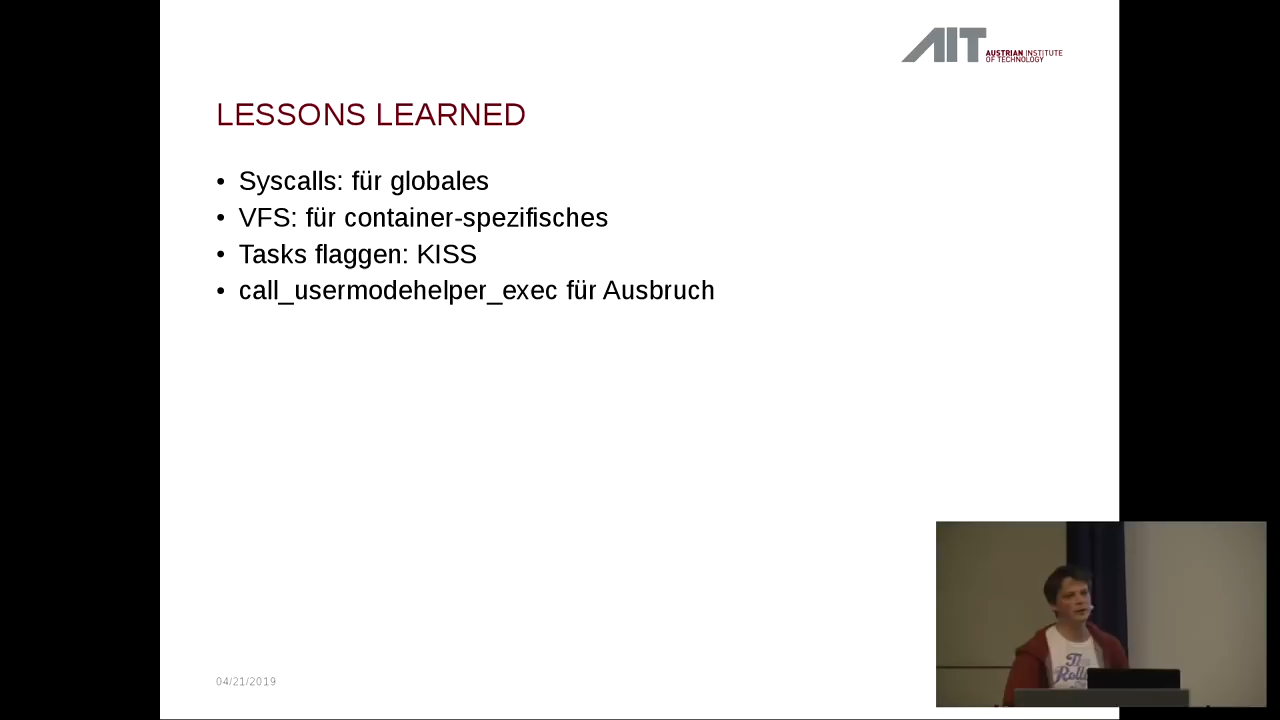 AIT AUSTRIAN INSTITUTE
OF TECHNOLOGY
LESSONS LEARNED
• Syscalls: für globales
• VFS: für container-spezifisches
• Tasks flaggen: KISS
• call_usermodehelper_exec für Ausbruch
04/21/2019